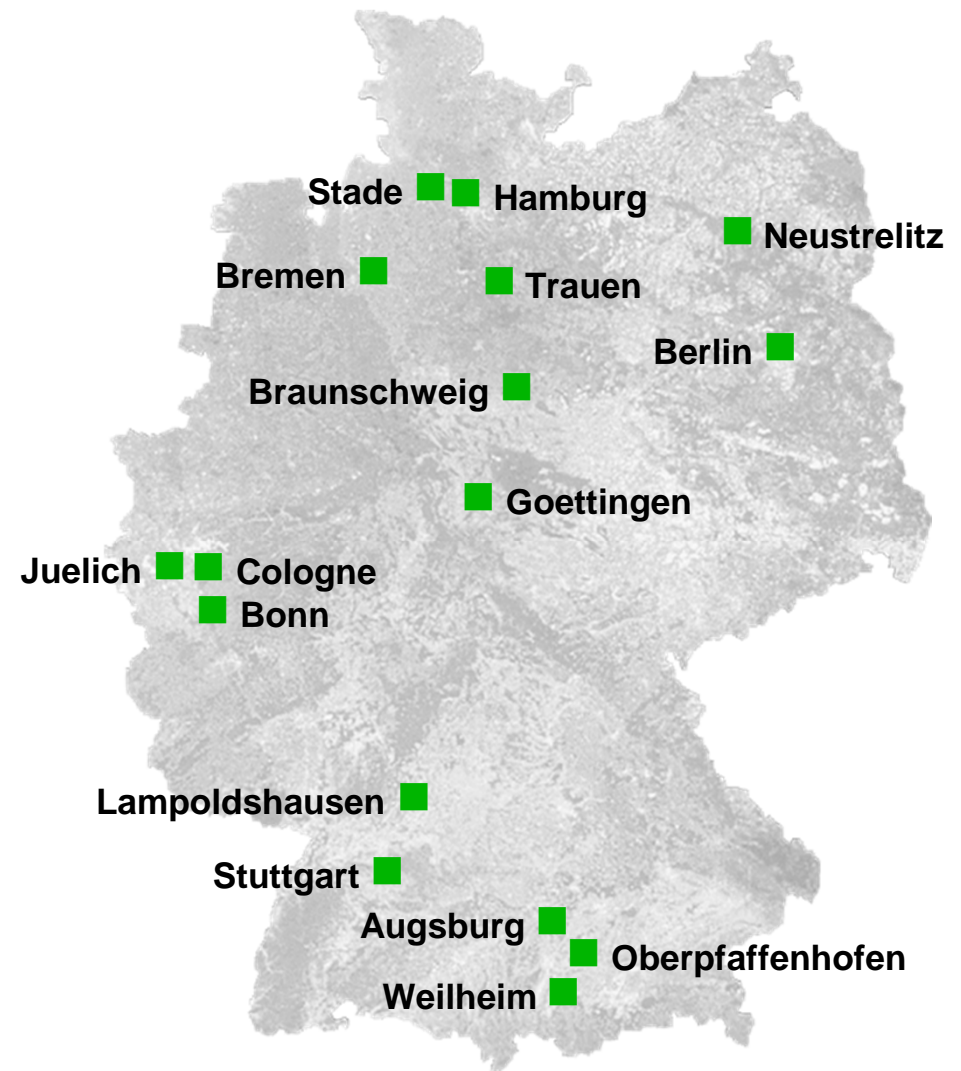 Stade
Hamburg
Neustrelitz
Bremen
Trauen
Berlin
Braunschweig
Goettingen
Juelich
Cologne
Bonn
Lampoldshausen
Stuttgart
Augsburg
Oberpfaffenhofen
Weilheim